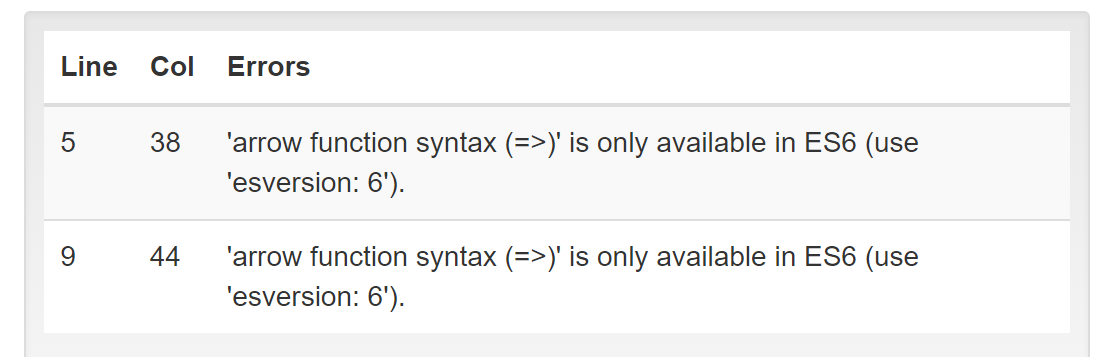 Line Col Errors
5 38 'arrow function syntax (=>)' is only available in ES6 (use
'esversion: 6').
9 44 'arrow function syntax (=>)' is only available in ES6 (use
'esversion: 6').